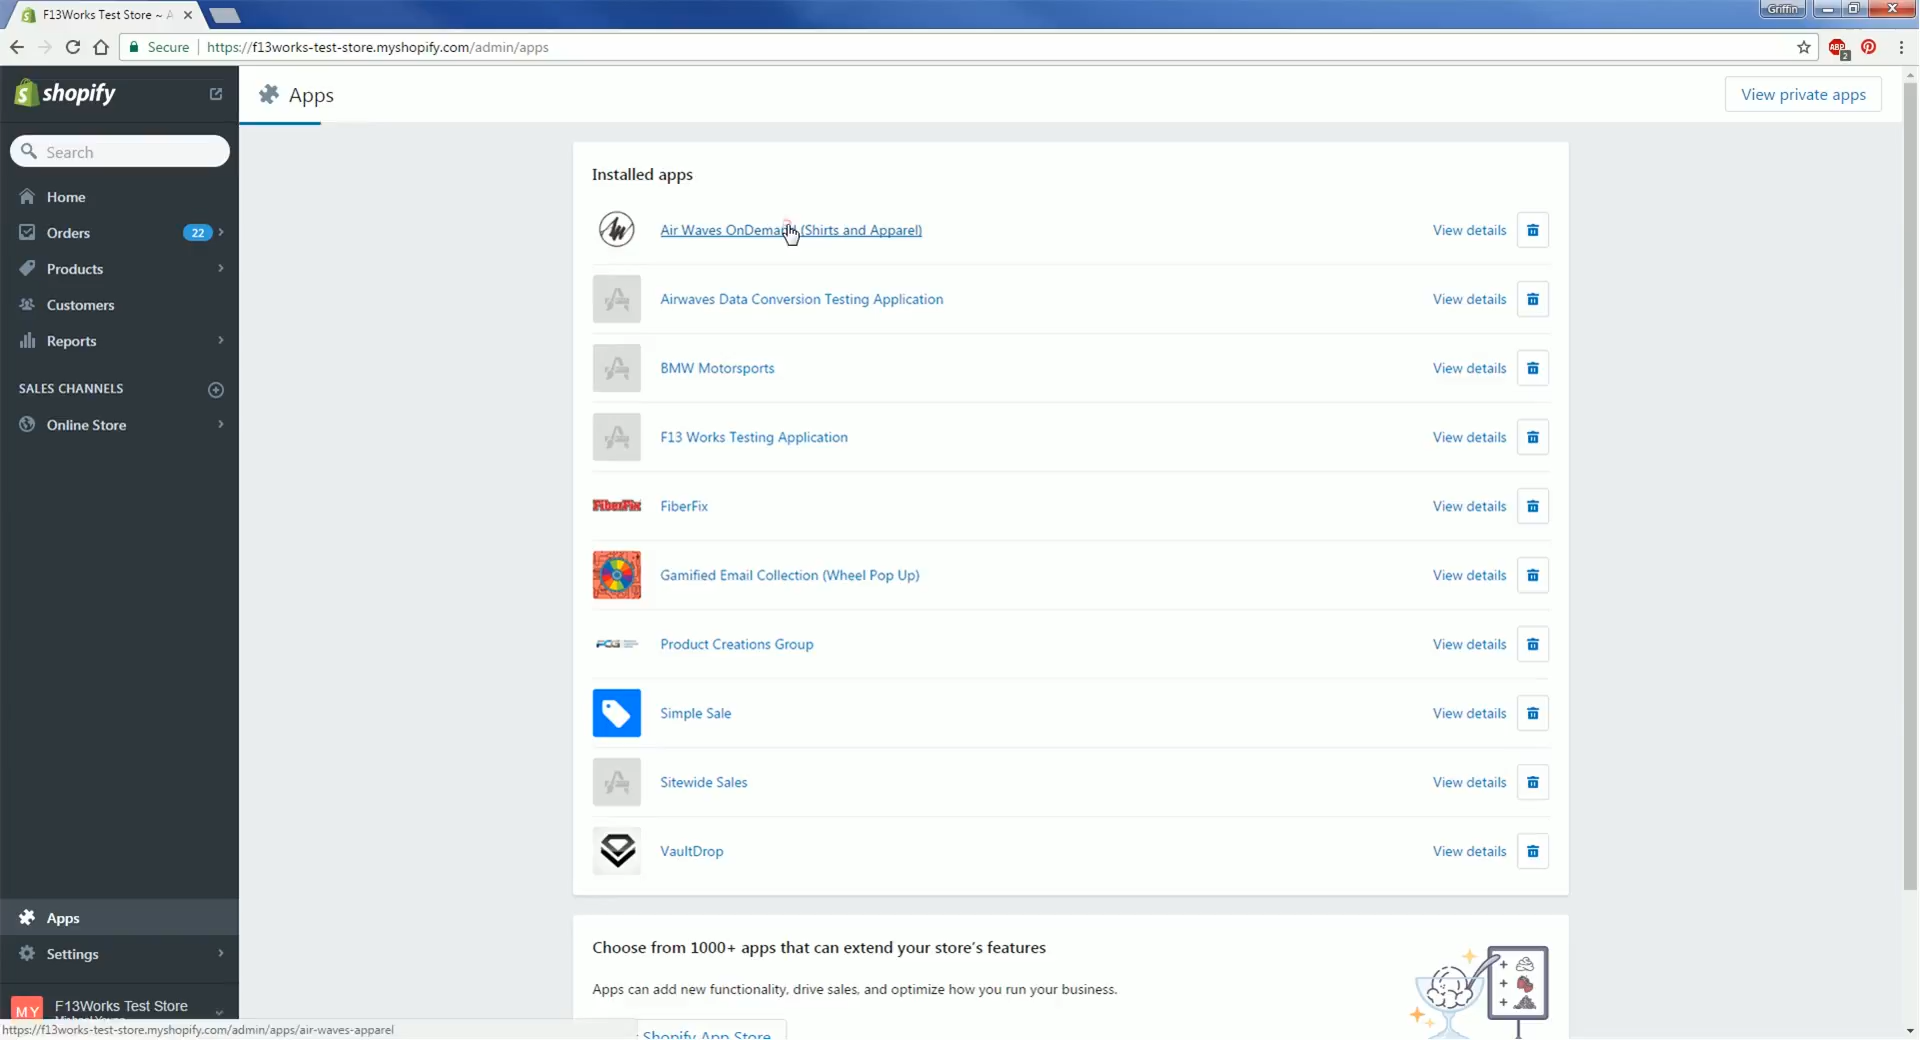 F13Works Test Store ~ A
Griffin
Secure
https://f13works-test-store.myshopify.com/admin/apps
ABP
2
shopify
Apps
View private apps
Search
Home
Orders 22
Products
Customers
Reports
SALES CHANNELS
Online Store
Apps
Settings
MY
F13Works Test Store
https://f13works-test-store.myshopify.com/admin/apps/air-waves-apparel
Installed apps
Air Waves OnDemand (Shirts and Apparel) View details
Airwaves Data Conversion Testing Application View details
BMW Motorsports View details
F13 Works Testing Application View details
FiberFix FiberFix View details
Gamified Email Collection (Wheel Pop Up) View details
PCG Product Creations Group View details
Simple Sale View details
Sitewide Sales View details
VaultDrop View details
Choose from 1000+ apps that can extend your store's features
Apps can add new functionality, drive sales, and optimize how you run your business.
Shopify App Store